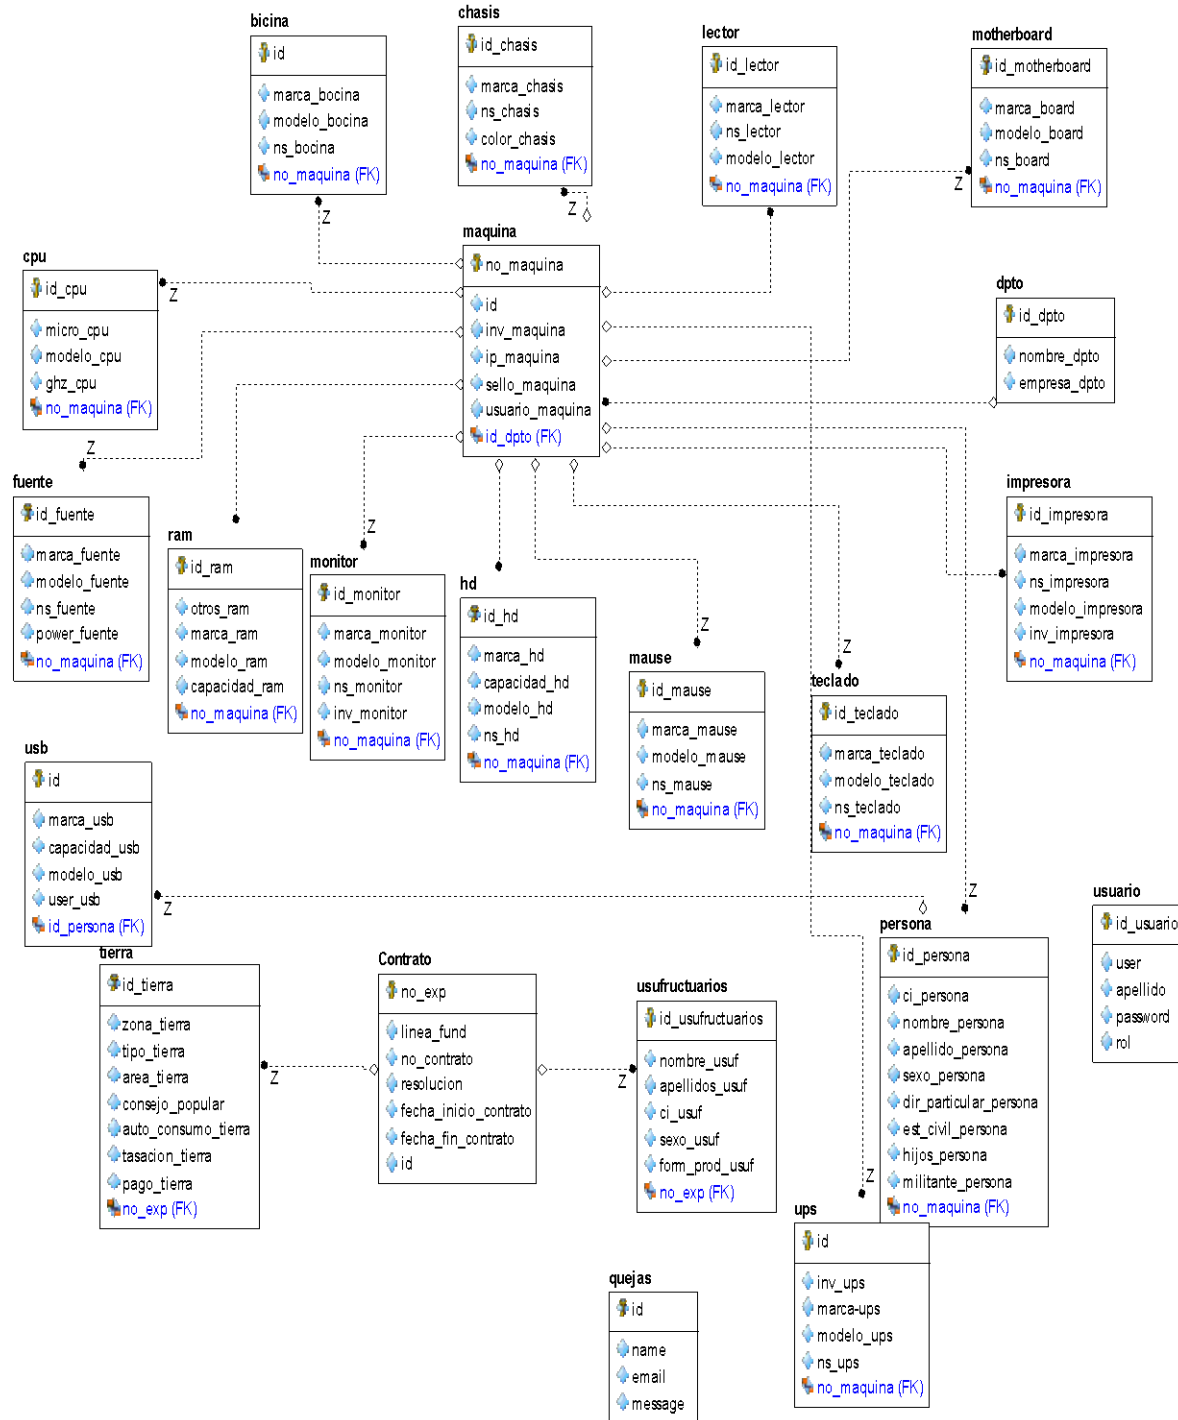 bicina
id
marca_bocina
modelo_bocina
ns_bocina
no_maquina (FK)
chasis
id_chasis
marca_chasis
ns_chasis
color_chasis
no_maquina (FK)
lector
id_lector
marca_lector
ns_lector
modelo_lector
no_maquina (FK)
motherboard
id_motherboard
marca_board
modelo_board
ns_board
no_maquina (FK)
Z
Z
Z
cpu
id_cpu
micro_cpu
modelo_cpu
ghz_cpu
no_maquina (FK)
Z
maquina
no_maquina
id
inv_maquina
ip_maquina
sello_maquina
usuario_maquina
id_dpto (FK)
dpto
id_dpto
nombre_dpto
empresa_dpto
Z
fuente
id_fuente
marca_fuente
modelo_fuente
ns_fuente
power_fuente
no_maquina (FK)
ram
id_ram
otros_ram
marca_ram
modelo_ram
capacidad_ram
no_maquina (FK)
Z
monitor
id_monitor
marca_monitor
modelo_monitor
ns_monitor
inv_monitor
no_maquina (FK)
hd
id_hd
marca_hd
capacidad_hd
modelo_hd
ns_hd
no_maquina (FK)
Z
mause
id_mause
marca_mause
modelo_mause
ns_mause
no_maquina (FK)
Z
teclado
id_teclado
marca_teclado
modelo_teclado
ns_teclado
no_maquina (FK)
impresora
id_impresora
marca_impresora
ns_impresora
modelo_impresora
inv_impresora
no_maquina (FK)
usb
id
marca_usb
capacidad_usb
modelo_usb
user_usb
id_persona (FK)
Z
Z
persona
id_persona
ci_persona
nombre_persona
apellido_persona
sexo_persona
dir_particular_persona
est_civil_persona
hijos_persona
militante_persona
no_maquina (FK)
usuario
id_usuario
user
apellido
password
rol
tierra
id_tierra
zona_tierra
tipo_tierra
area_tierra
consejo_popular
auto_consumo_tierra
tasacion_tierra
pago_tierra
no_exp (FK)
Z
Contrato
no_exp
linea_fund
no_contrato
resolucion
fecha_inicio_contrato
fecha_fin_contrato
id
Z
usufructuarios
id_usufructuarios
nombre_usuf
apellidos_usuf
ci_usuf
sexo_usuf
form_prod_usuf
no_exp (FK)
Z
ups
id
inv_ups
marca-ups
modelo_ups
ns_ups
no_maquina (FK)
quejas
id
name
email
message